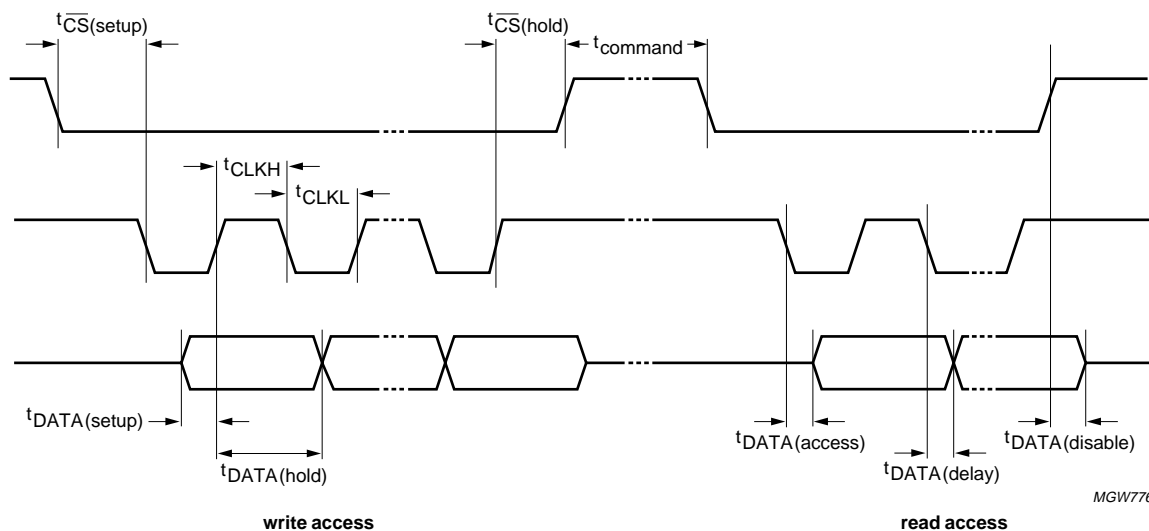 tCS(setup)
tCS(hold)
tcommand
tCLKH
tCLKL
tDATA(setup)
tDATA(hold)
tDATA(access)
tDATA(delay)
tDATA(disable)
MGW776
write access
read access